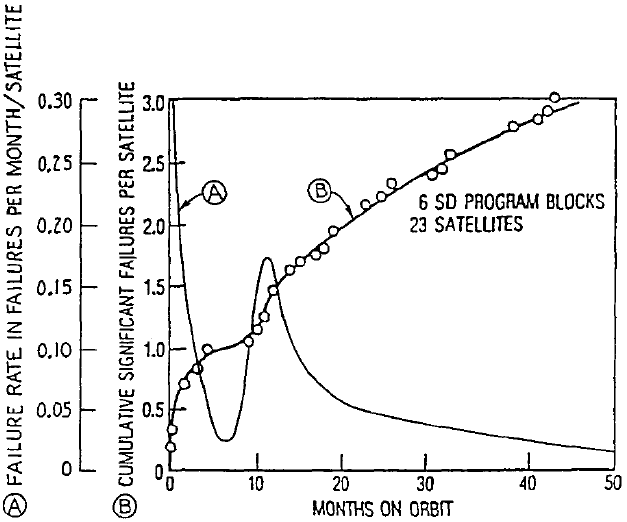 Ⓐ FAILURE RATE IN FAILURES PER MONTH/SATELLITE
0.30
0.25
0.20
0.15
0.10
0.05
0
Ⓑ CUMULATIVE SIGNIFICANT FAILURES PER SATELLITE
3.0
2.5
2.0
1.5
1.0
0.5
0
A
B
6 SD PROGRAM BLOCKS
23 SATELLITES
0 10 20 30 40 50
MONTHS ON ORBIT